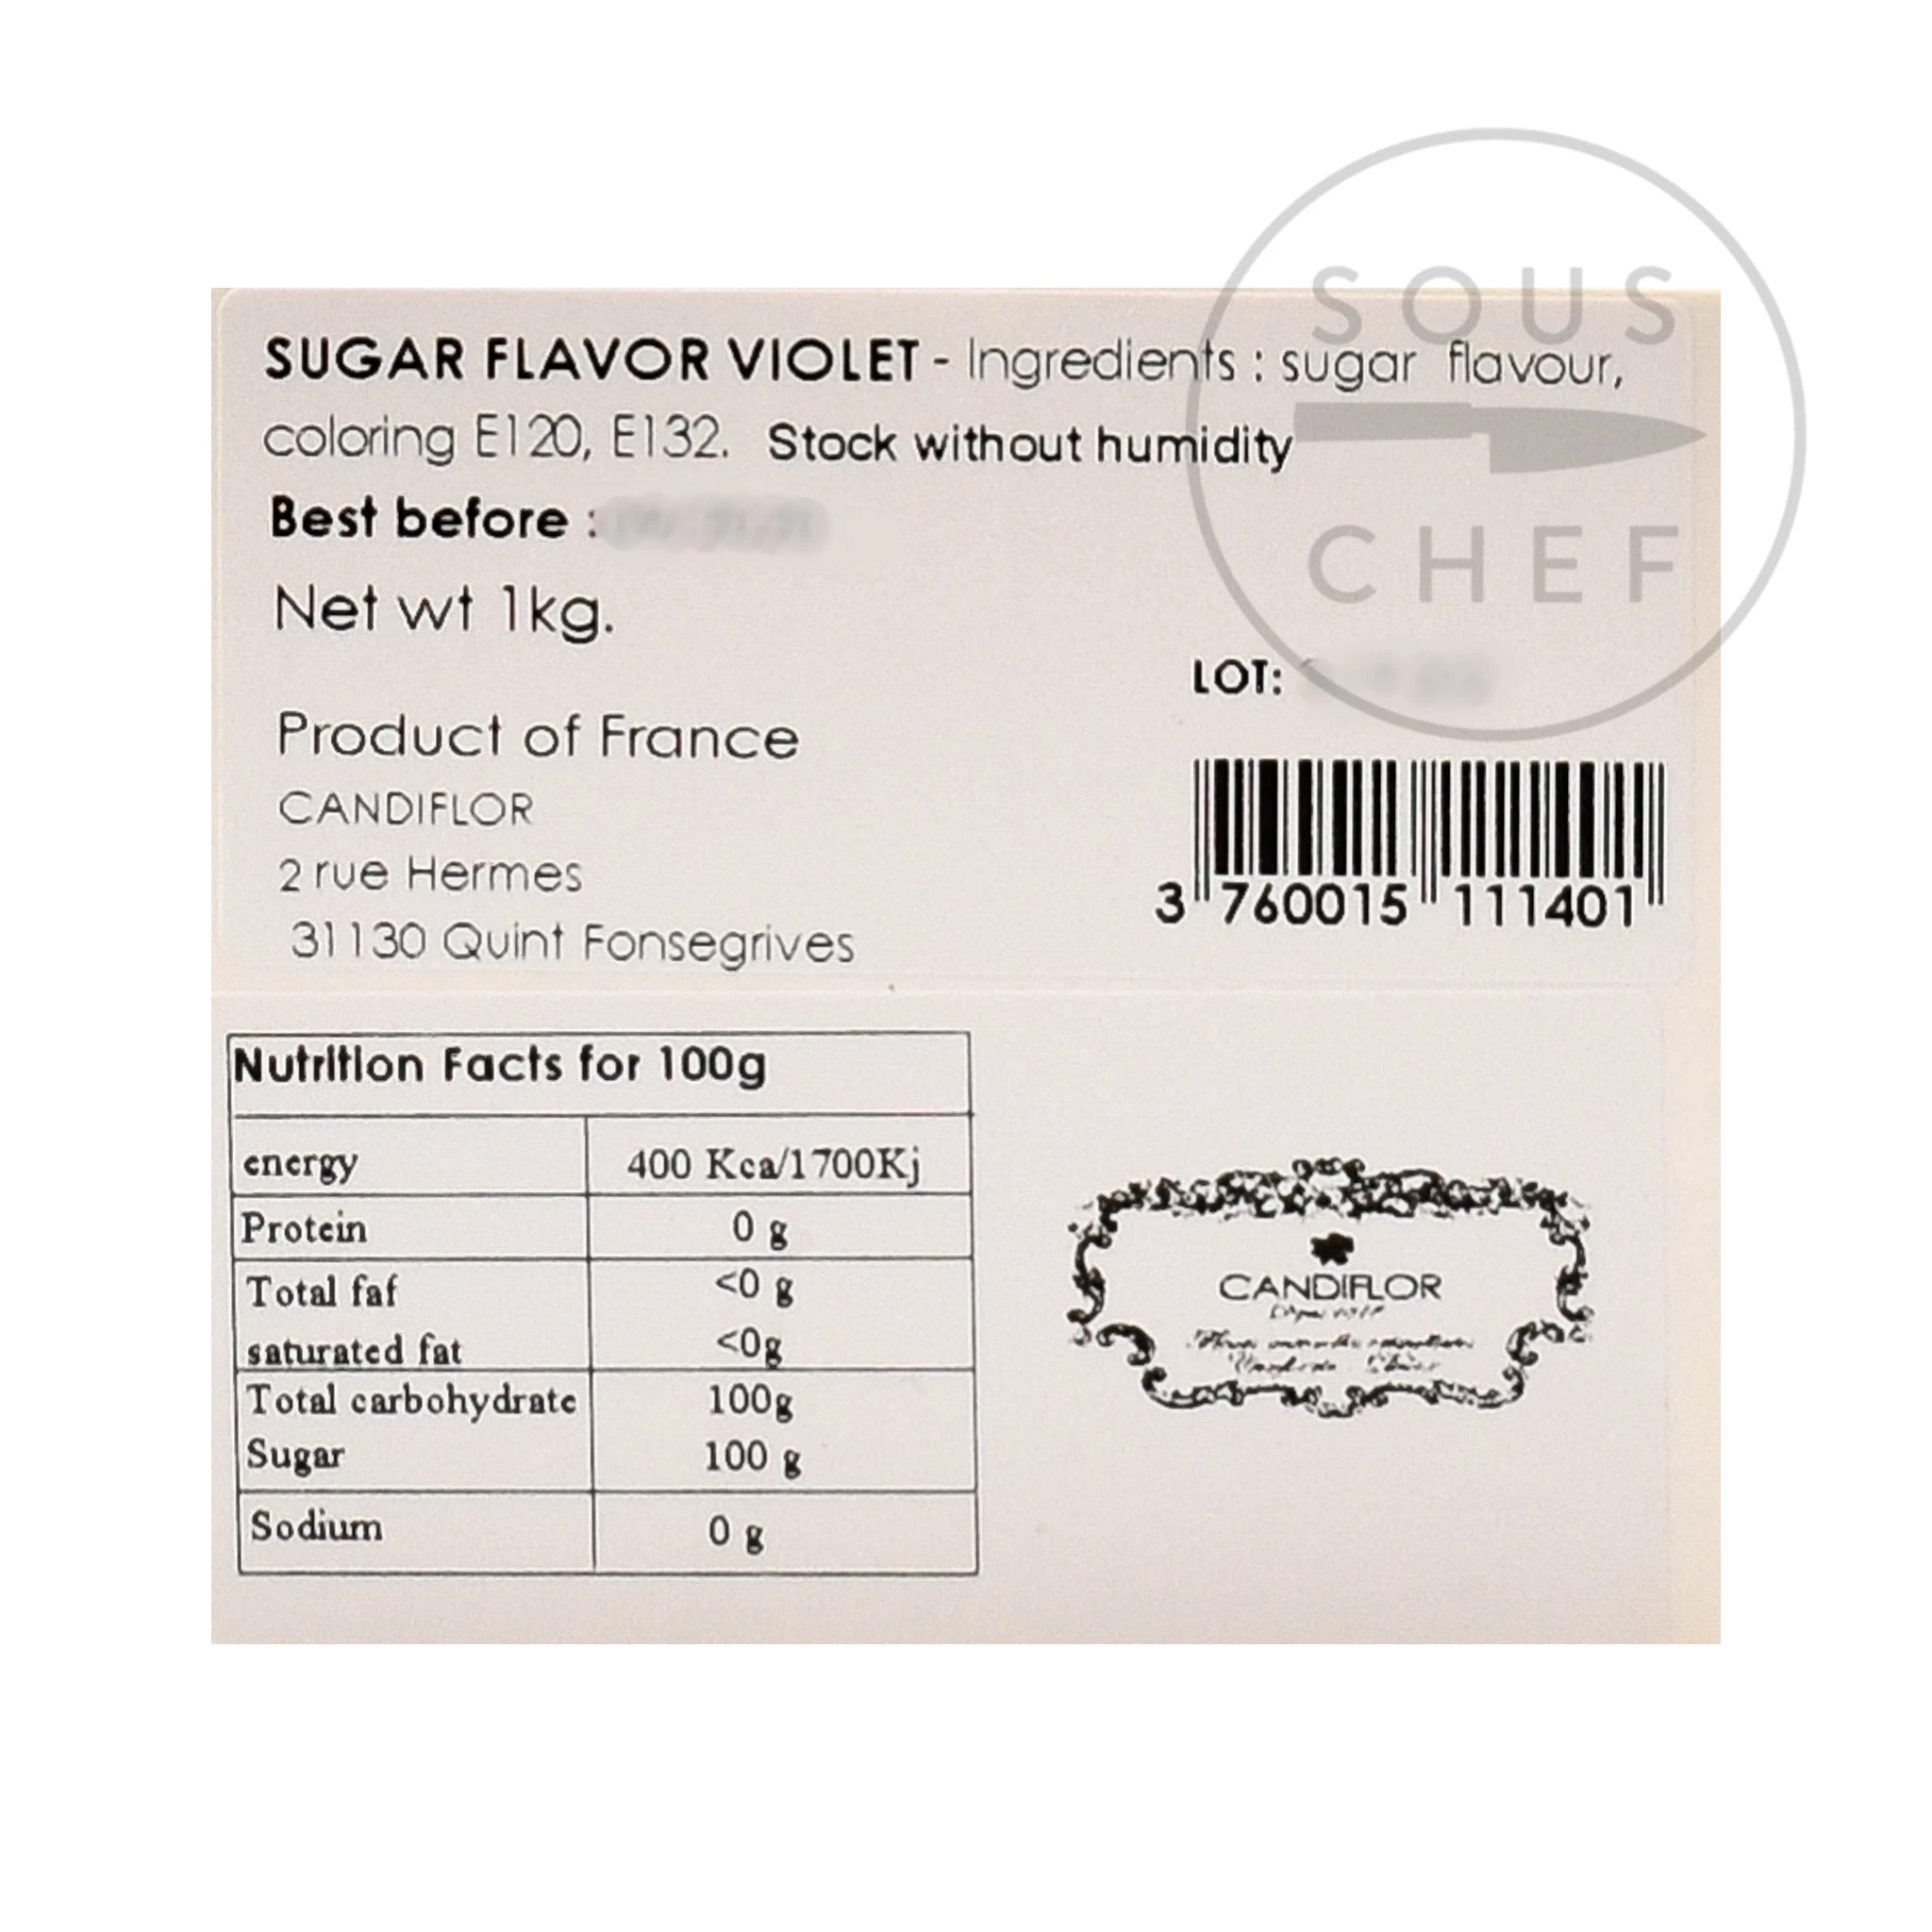 SOUS
CHEF
SUGAR FLAVOR VIOLET - Ingredients : sugar flavour,
coloring E120, E132. Stock without humidity
Best before :
Net wt 1kg.
LOT:
Product of France
CANDIFLOR
2 rue Hermes
31130 Quint Fonsegrives
3 760015 111401
Nutrition Facts for 100g
energy 400 Kca/1700Kj
Protein 0 g
Total faf <0 g
saturated fat <0g
Total carbohydrate 100g
Sugar 100 g
Sodium 0 g
CANDIFLOR